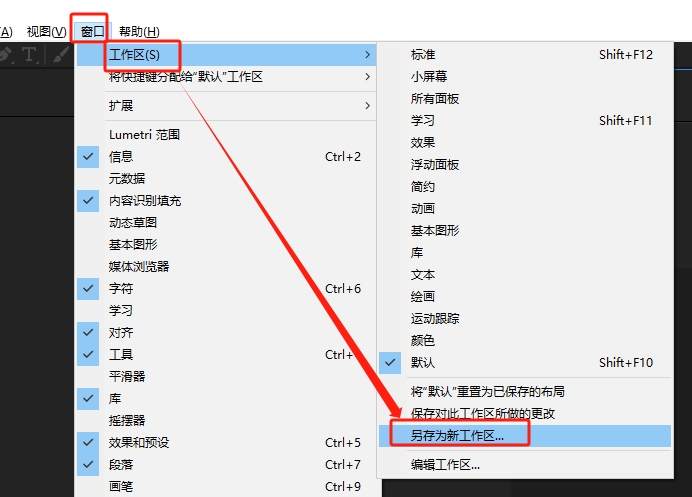 A) 视图(V) 窗口 帮助(H)
工作区(S)
将快捷键分配给“默认”工作区
扩展
Lumetri 范围
信息 Ctrl+2
元数据
内容识别填充
动态草图
基本图形
媒体浏览器
字符 Ctrl+6
学习
对齐
工具 Ctrl+
平滑器
库
摇摆器
效果和预设 Ctrl+5
段落 Ctrl+7
画笔 Ctrl+9
标准 Shift+F12
小屏幕
所有面板
学习 Shift+F11
效果
浮动面板
简约
动画
基本图形
库
文本
绘画
运动跟踪
颜色
默认 Shift+F10
将“默认”重置为已保存的布局
保存对此工作区所做的更改
另存为新工作区...
编辑工作区...